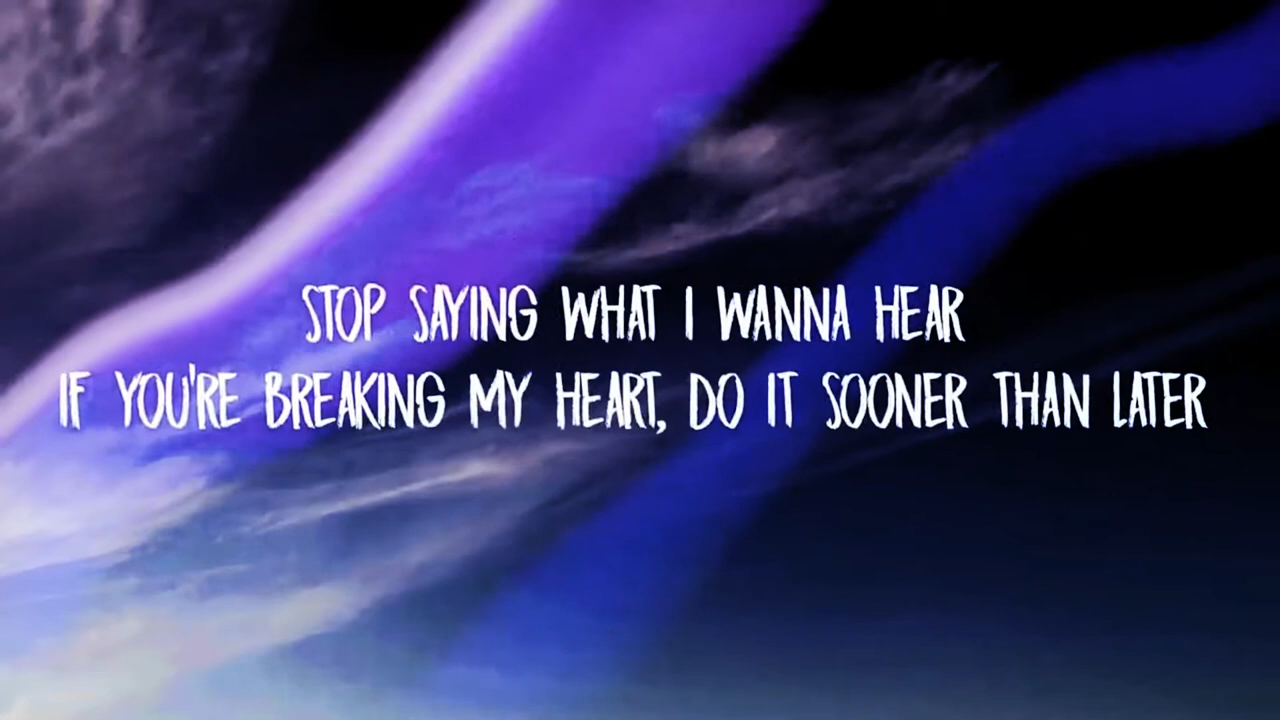 STOP SAYING WHAT I WANNA HEAR
IF YOU'RE BREAKING MY HEART, DO IT SOONER THAN LATER